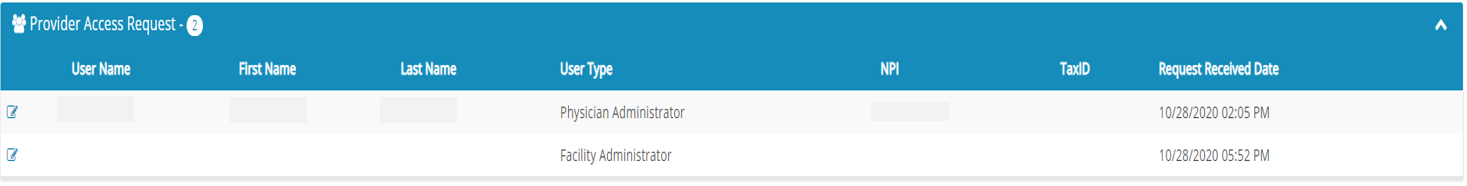 Provider Access Request - 2
User Name First Name Last Name User Type NPI TaxID Request Received Date
Physician Administrator 10/28/2020 02:05 PM
Facility Administrator 10/28/2020 05:52 PM